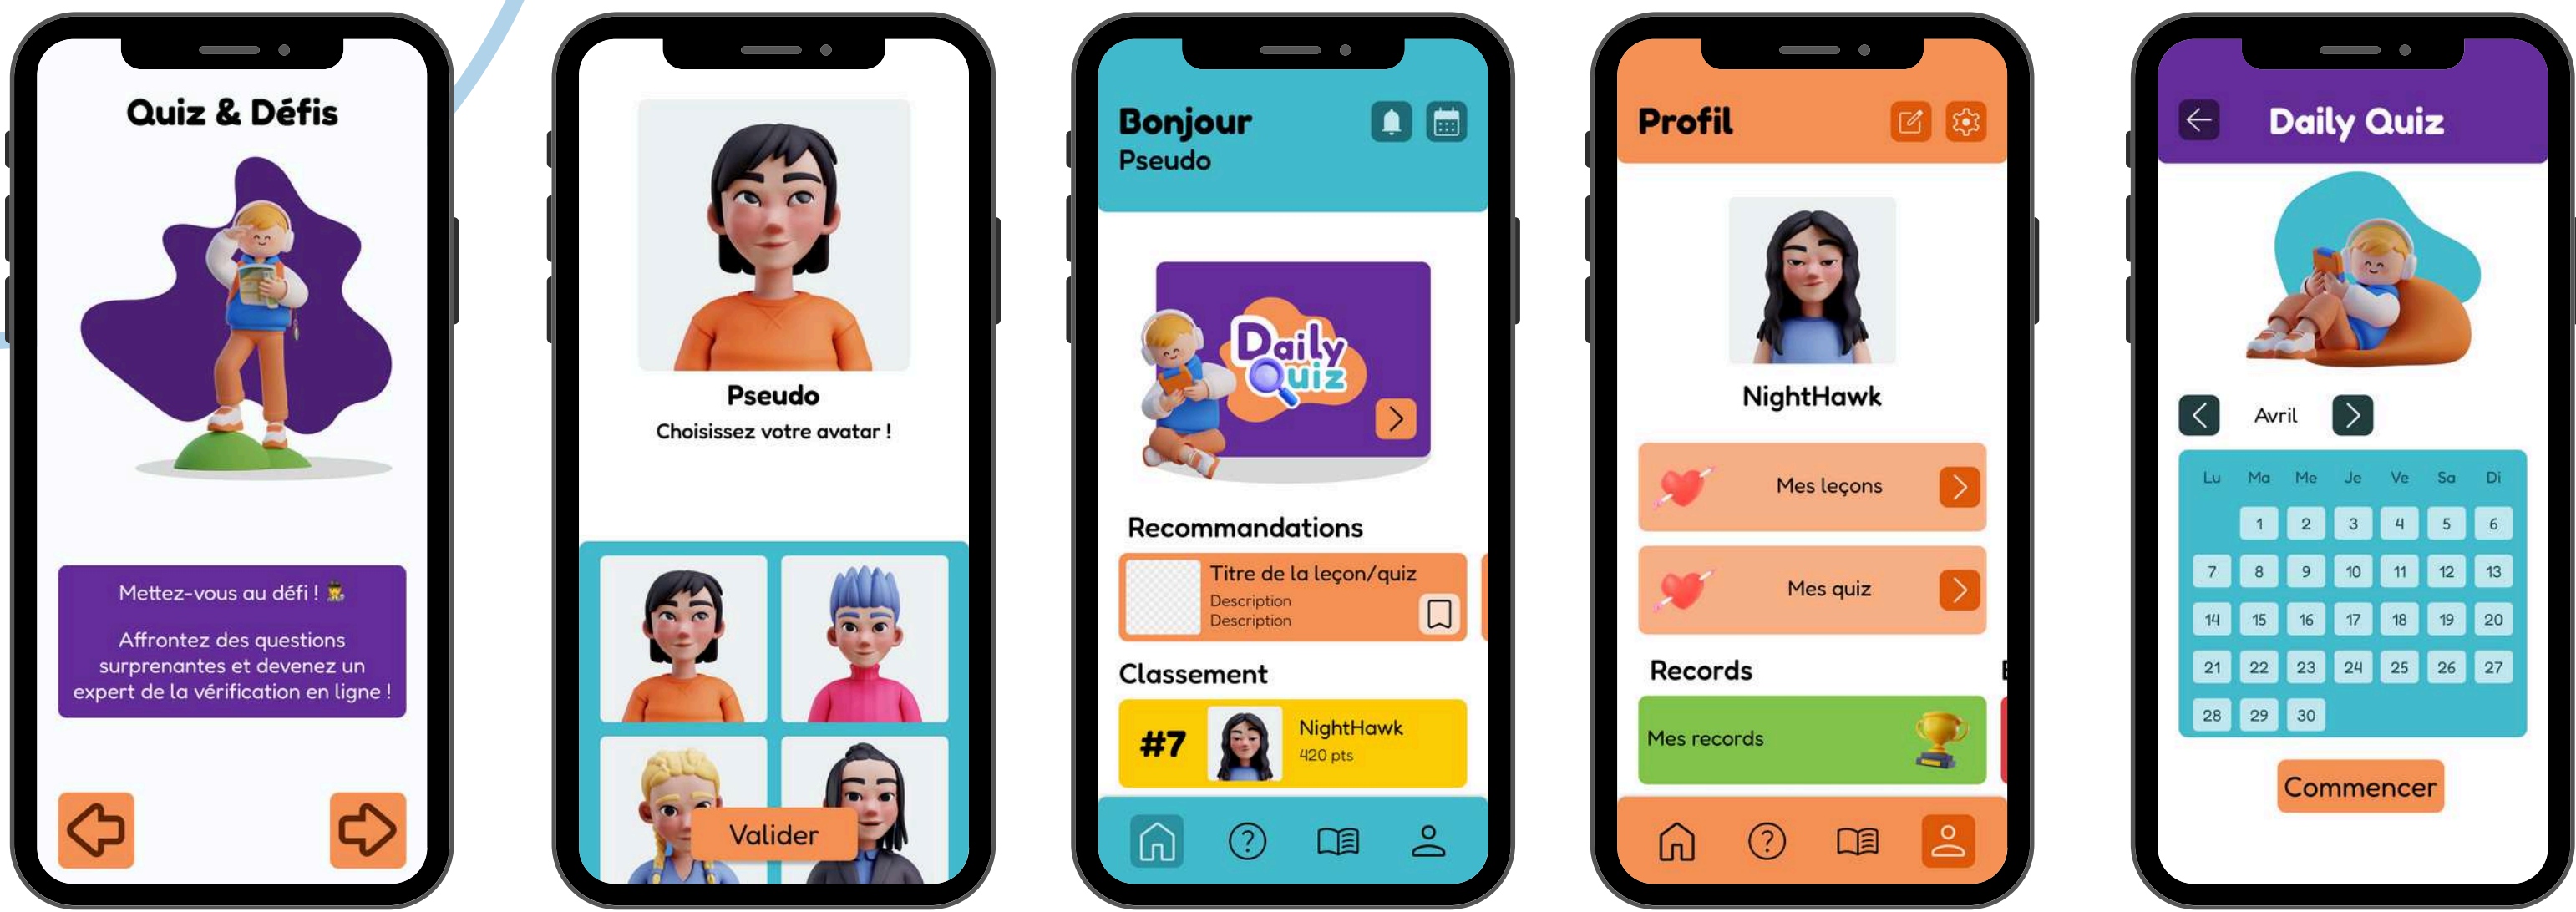 Quiz & Défis
Mettez-vous au défi !
Affrontez des questions
surprenantes et devenez un
expert de la vérification en ligne !
Pseudo
Choisissez votre avatar !
Valider
Bonjour
Pseudo
Daily
Quiz
Recommandations
Titre de la leçon/quiz
Description
Description
Classement
#7
NightHawk
420 pts
Profil
NightHawk
Mes leçons
Mes quiz
Records
Mes records
Daily Quiz
Avril
Lu Ma Me Je Ve Sa Di
1 2 3 4 5 6
7 8 9 10 11 12 13
14 15 16 17 18 19 20
21 22 23 24 25 26 27
28 29 30
Commencer